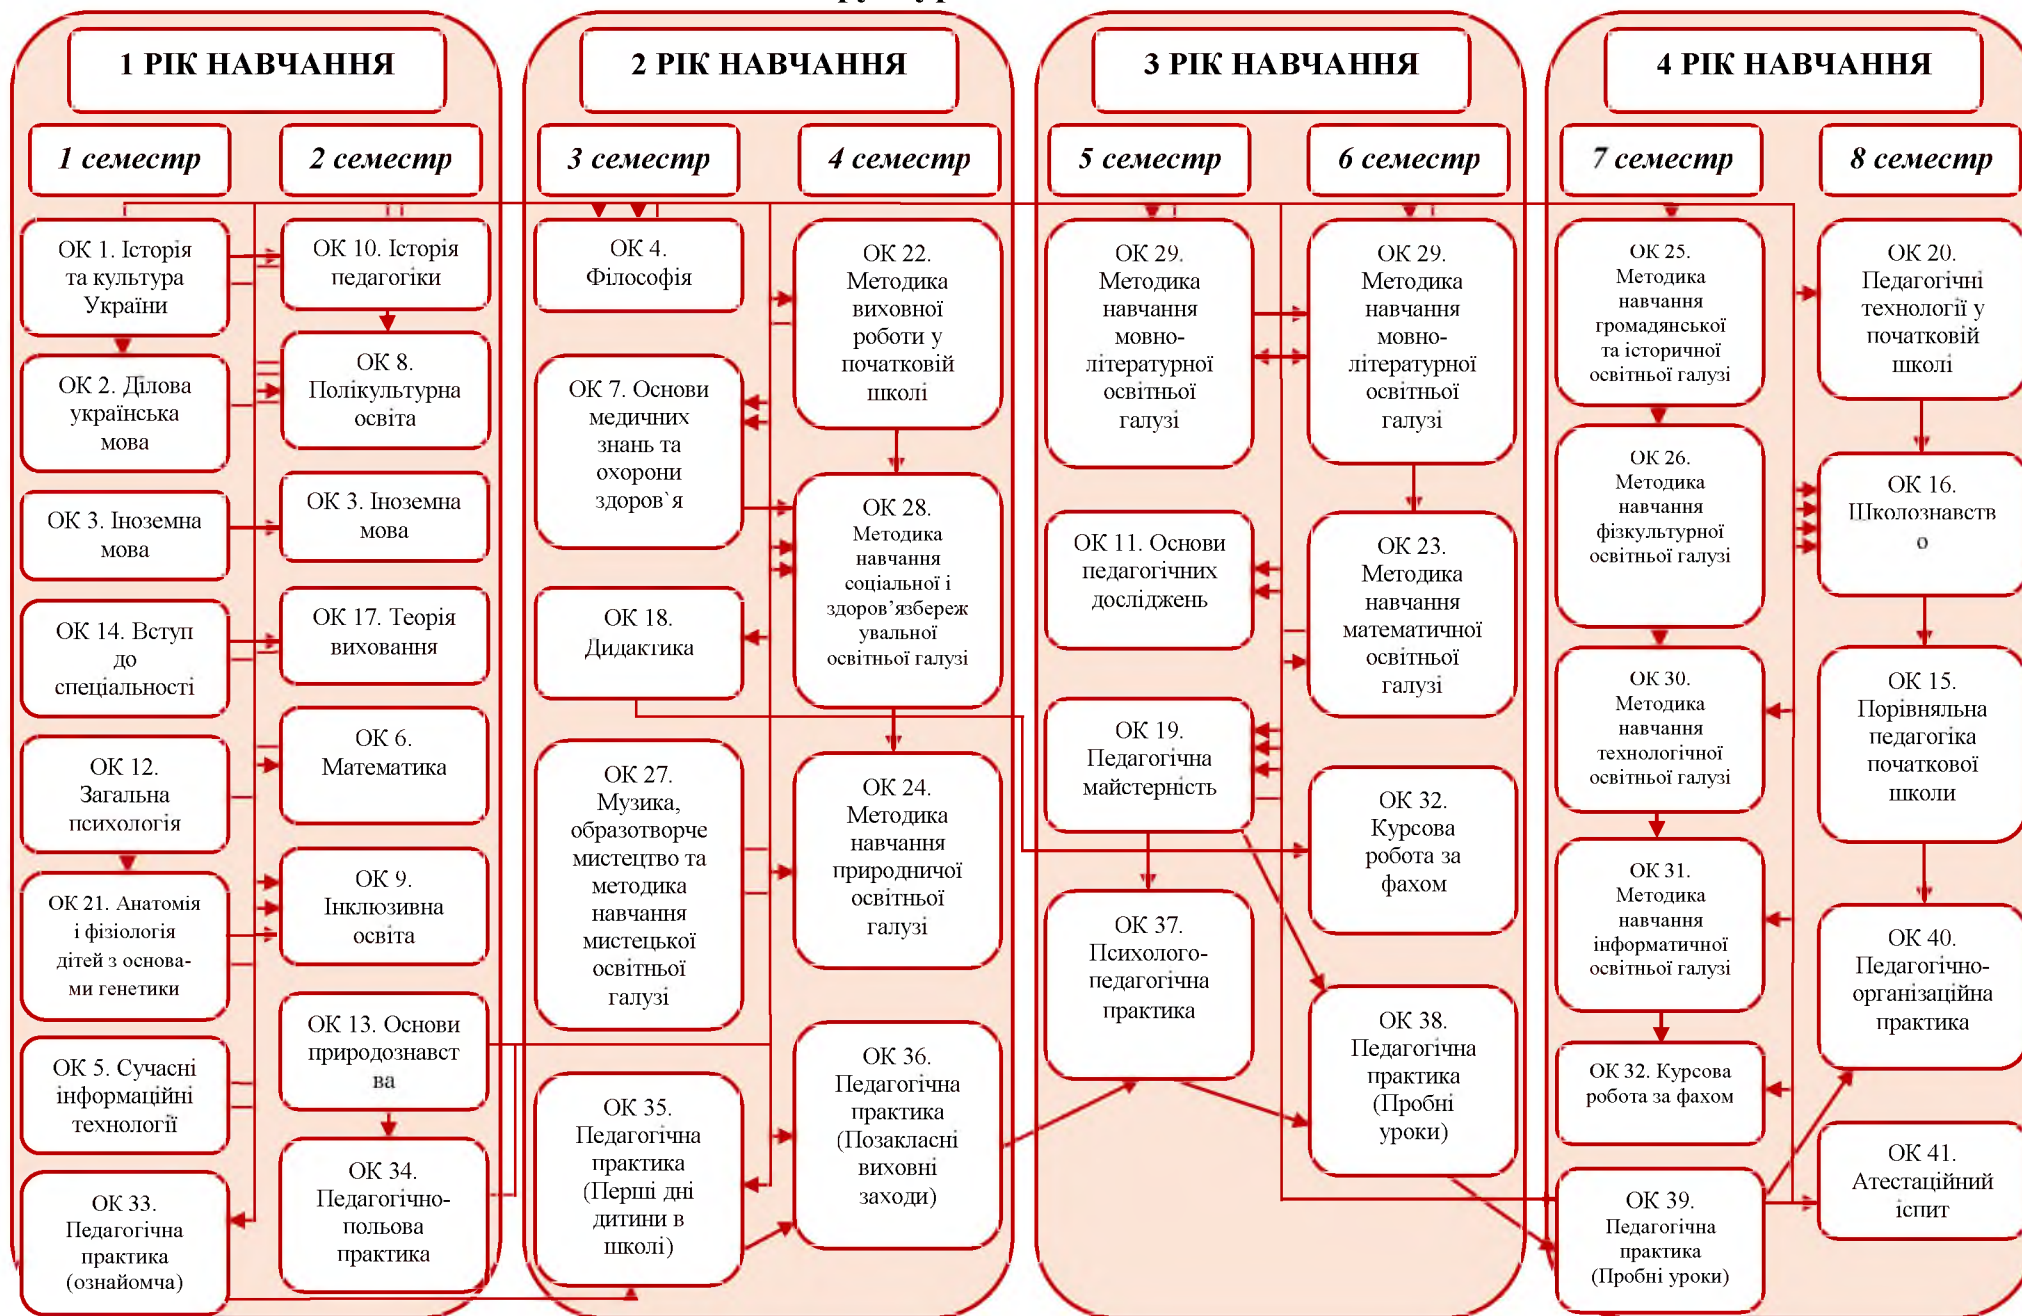 1 РІК НАВЧАННЯ
1 семестр
ОК 1. Історія
та культура
України
ОК 2. Ділова
українська
мова
ОК 3. Іноземна
мова
ОК 14. Вступ
до
спеціальності
ОК 12.
Загальна
психологія
ОК 21. Анатомія
і фізіологія
дітей з основа-
ми генетики
ОК 5. Сучасні
інформаційні
технології
ОК 33.
Педагогічна
практика
(ознайомча)
2 семестр
ОК 10. Історія
педагогіки
ОК 8.
Полікультурна
освіта
ОК 3. Іноземна
мова
ОК 17. Теорія
виховання
ОК 6.
Математика
ОК 9.
Інклюзивна
освіта
ОК 13. Основи
природознавст
ва
ОК 34.
Педагогічно-
польова
практика
2 РІК НАВЧАННЯ
3 семестр
ОК 4.
Філософія
ОК 7. Основи
медичних
знань та
охорони
здоров`я
ОК 18.
Дидактика
ОК 27.
Музика,
образотворче
мистецтво та
методика
навчання
мистецької
освітньої
галузі
ОК 35.
Педагогічна
практика
(Перші дні
дитини в
школі)
4 семестр
ОК 22.
Методика
виховної
роботи у
початковій
школі
ОК 28.
Методика
навчання
соціальної і
здоров’язбереж
увальної
освітньої галузі
ОК 24.
Методика
навчання
природничої
освітньої
галузі
ОК 36.
Педагогічна
практика
(Позакласні
виховні
заходи)
3 РІК НАВЧАННЯ
5 семестр
ОК 29.
Методика
навчання
мовно-
літературної
освітньої
галузі
ОК 11. Основи
педагогічних
досліджень
ОК 19.
Педагогічна
майстерність
ОК 37.
Психолого-
педагогічна
практика
6 семестр
ОК 29.
Методика
навчання
мовно-
літературної
освітньої
галузі
ОК 23.
Методика
навчання
математичної
освітньої
галузі
ОК 32.
Курсова
робота за
фахом
ОК 38.
Педагогічна
практика
(Пробні
уроки)
4 РІК НАВЧАННЯ
7 семестр
ОК 25.
Методика
навчання
громадянської
та історичної
освітньої галузі
ОК 26.
Методика
навчання
фізкультурної
освітньої галузі
ОК 30.
Методика
навчання
технологічної
освітньої галузі
ОК 31.
Методика
навчання
інформатичної
освітньої галузі
ОК 32. Курсова
робота за фахом
ОК 39.
Педагогічна
практика
(Пробні уроки)
8 семестр
ОК 20.
Педагогічні
технології у
початковій
школі
ОК 16.
Школознавств
о
ОК 15.
Порівняльна
педагогіка
початкової
школи
ОК 40.
Педагогічно-
організаційна
практика
ОК 41.
Атестаційний
іспит